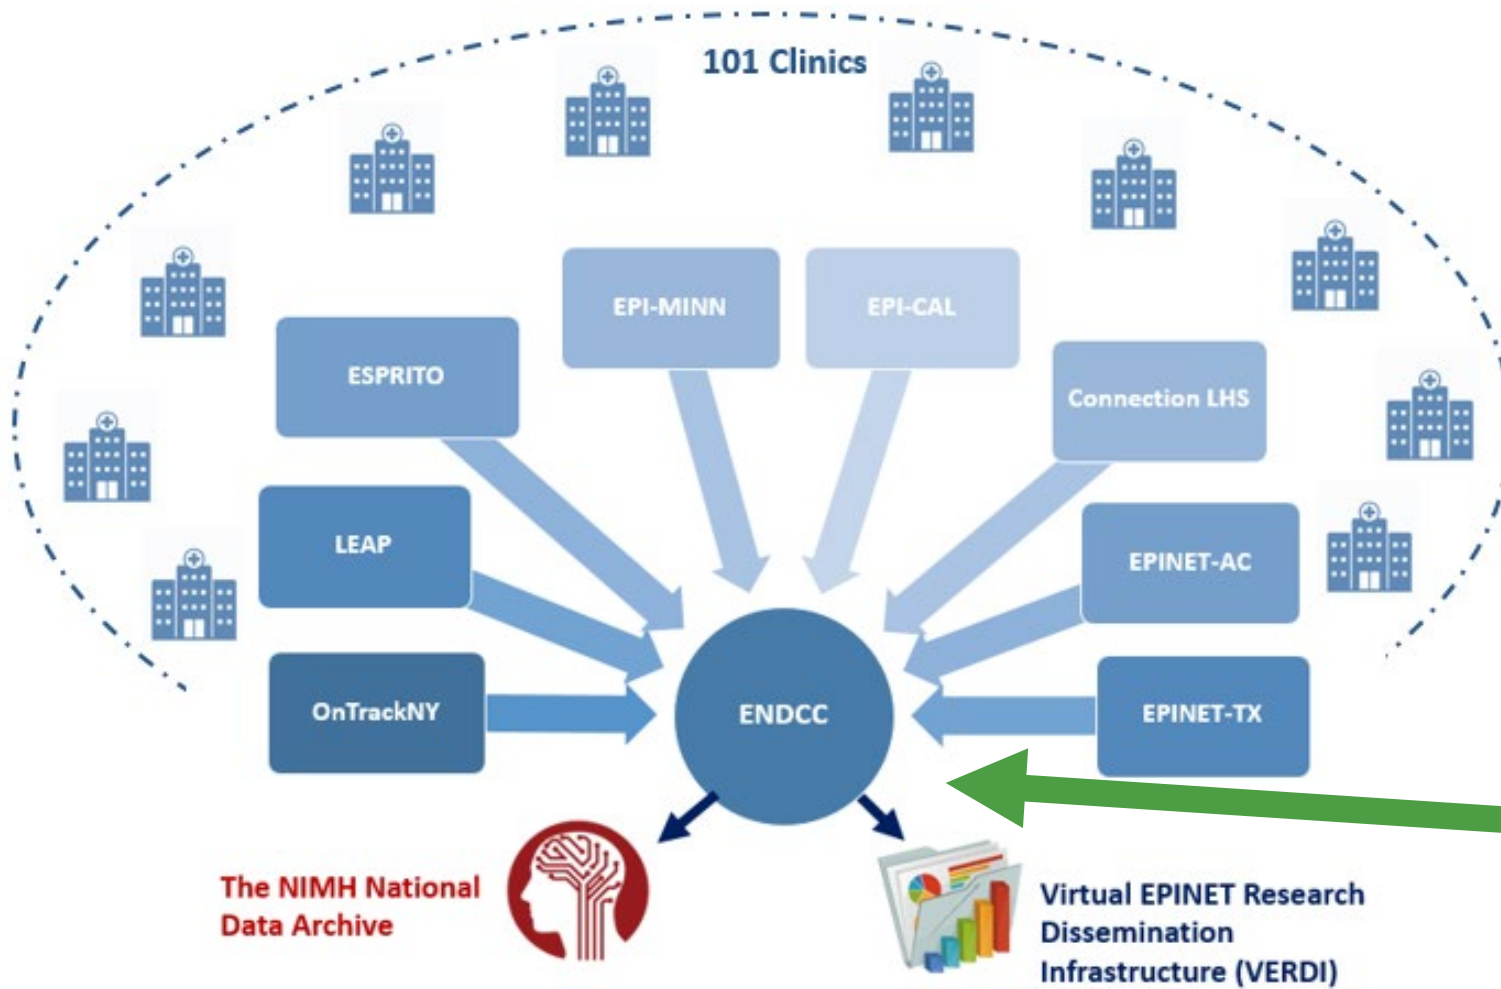 101 Clinics
EPI-MINN
EPI-CAL
ESPRITO
Connection LHS
LEAP
EPINET-AC
OnTrackNY
ENDCC
EPINET-TX
The NIMH National
Data Archive
Virtual EPINET Research
Dissemination
Infrastructure (VERDI)